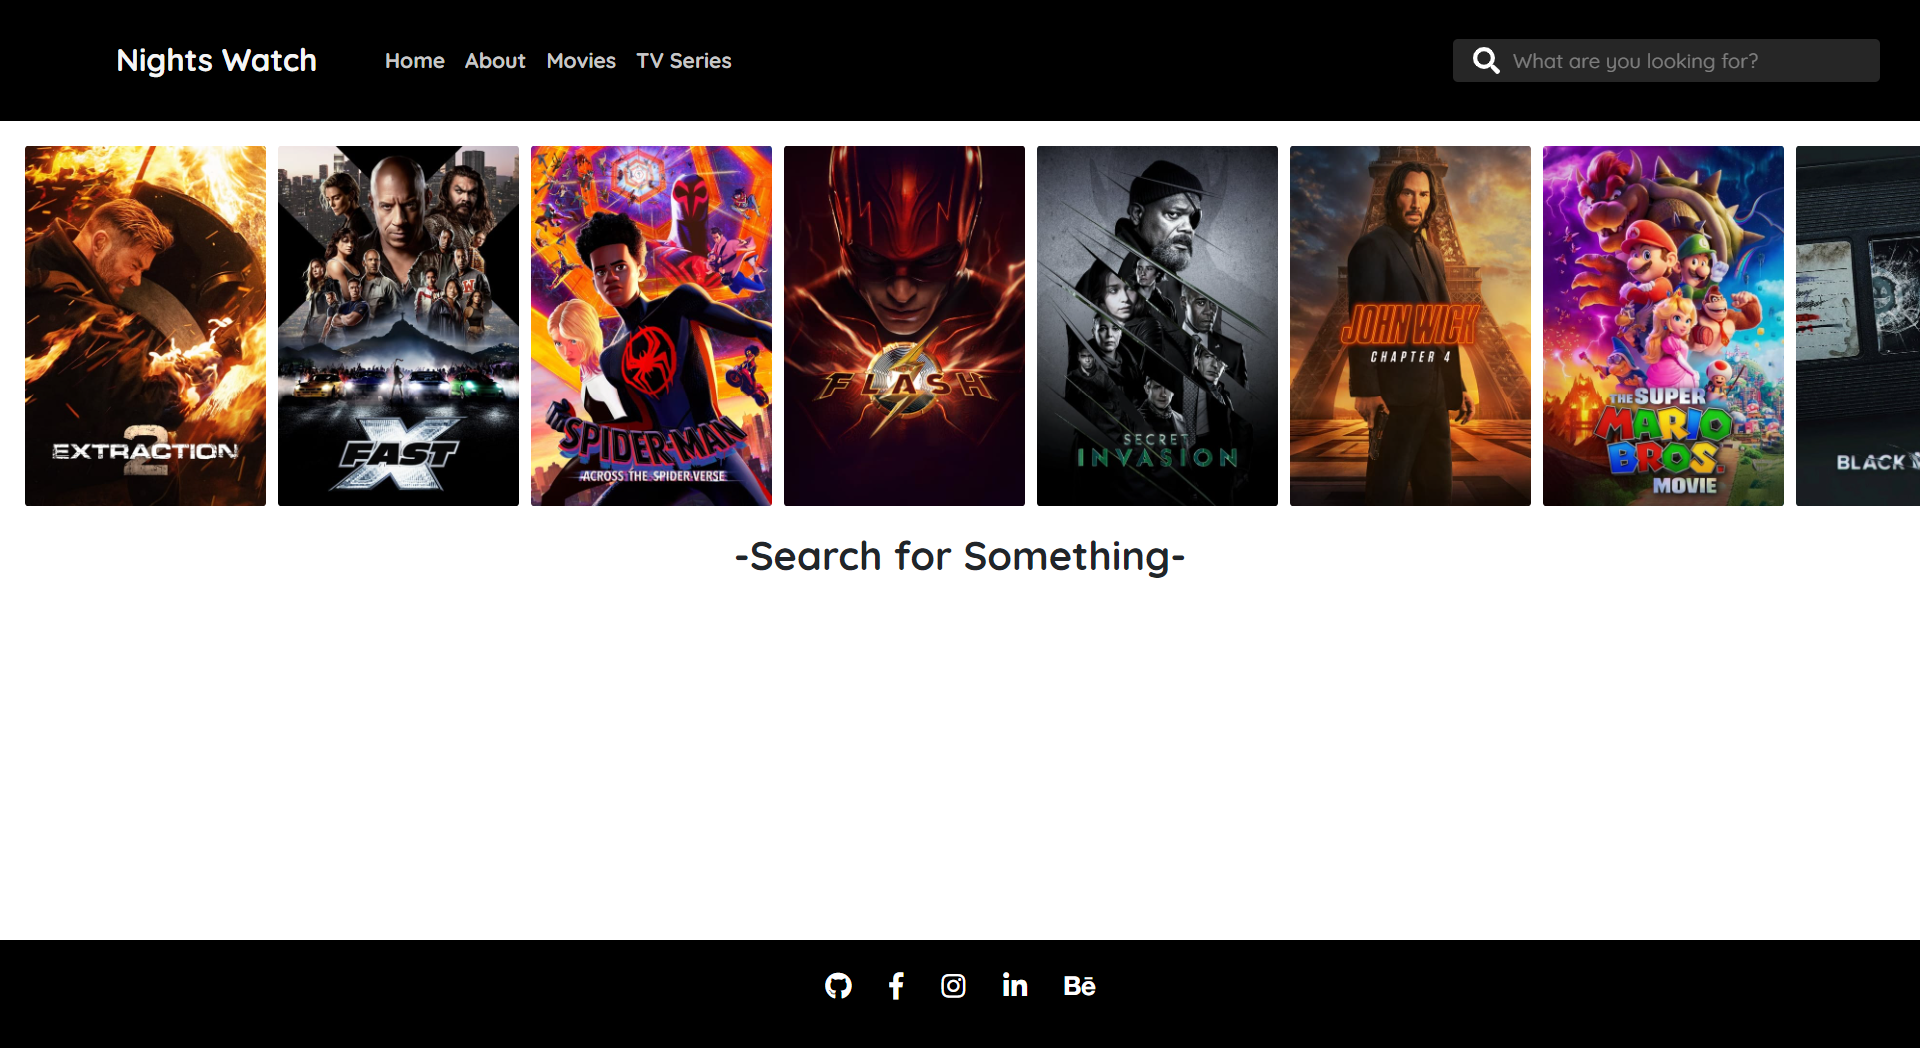 Nights Watch
Home About Movies TV Series
What are you looking for?
EXTRACTION
2
FAST
X
SPIDER-MAN
ACROSS THE SPIDER-VERSE
FLASH
SECRET
INVASION
JOHN WICK
CHAPTER 4
THE SUPER
MARIO
BROS.
MOVIE
BLACK
-Search for Something-
in
Bē